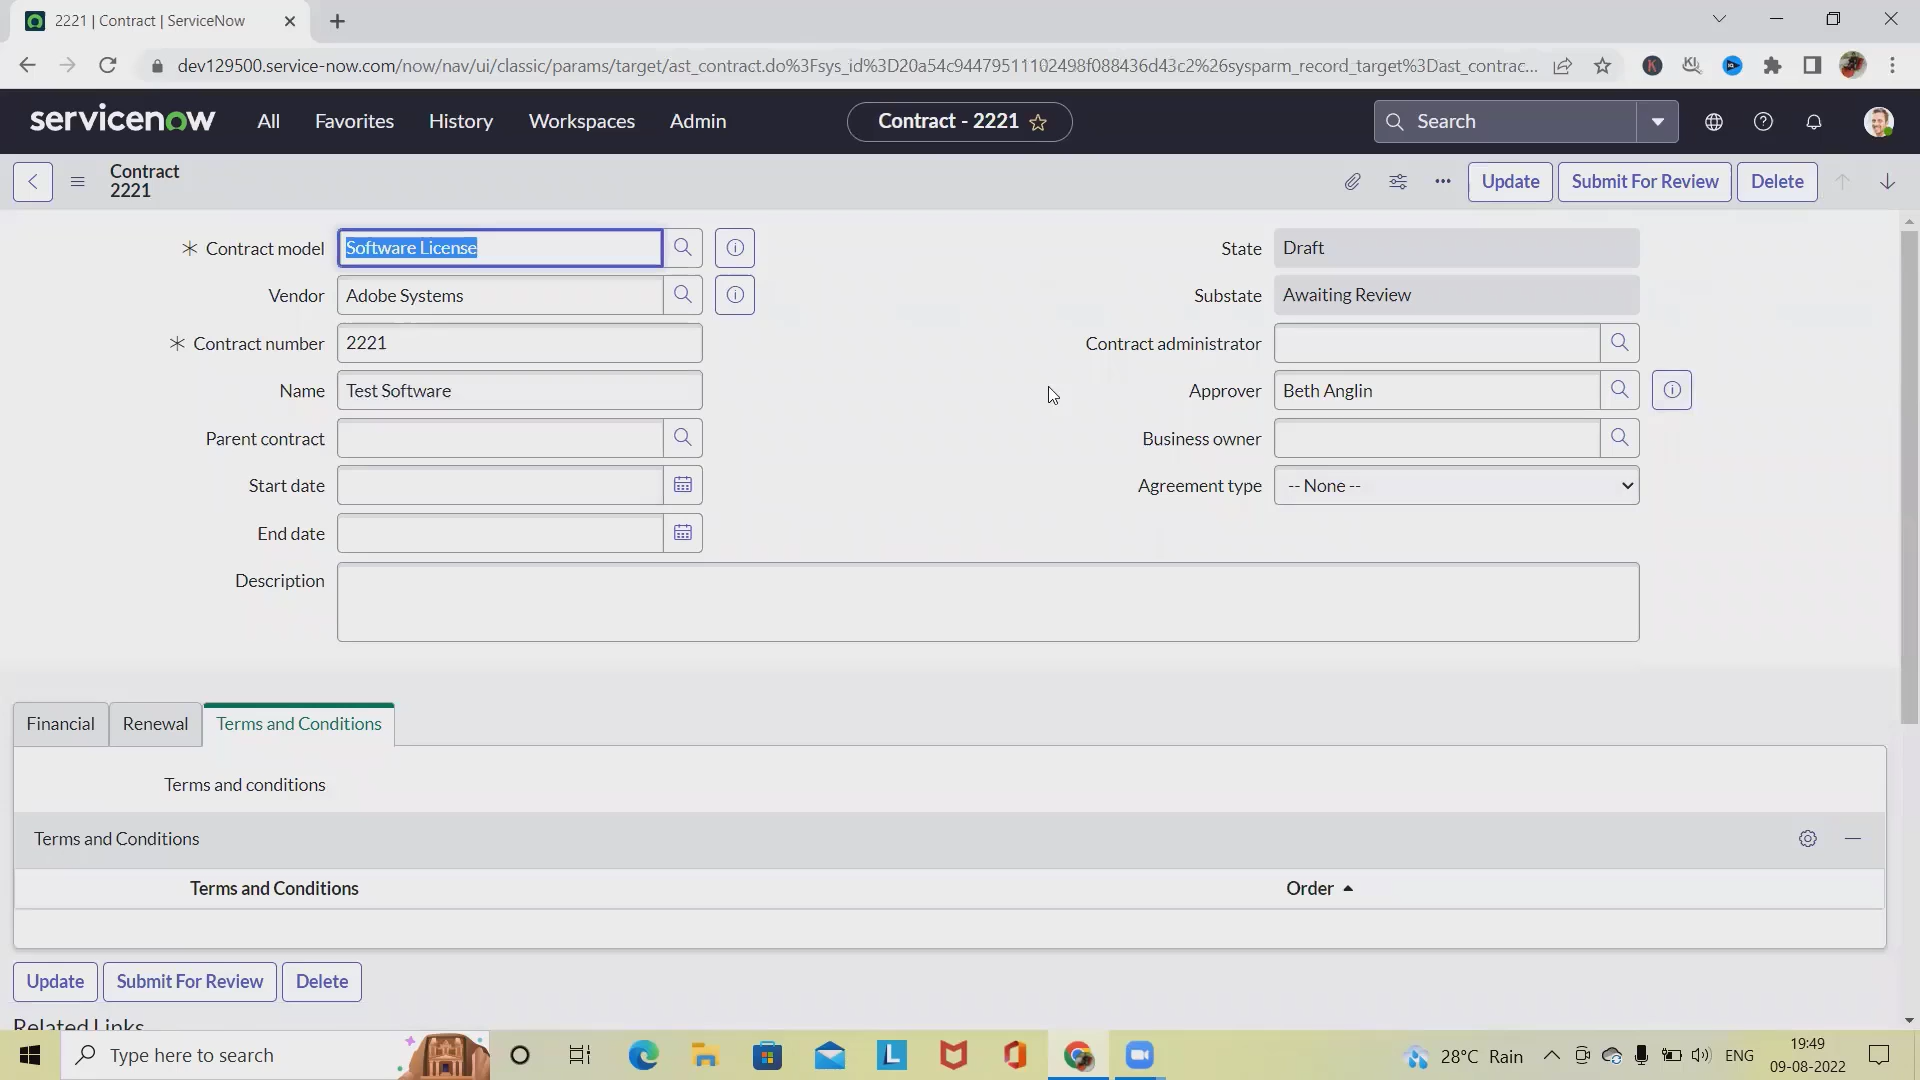 2221 | Contract | ServiceNow
dev129500.service-now.com/now/nav/ui/classic/params/target/ast_contract.do%3Fsys_id%3D20a54c94479511102498f088436d43c2%26sysparm_record_target%3Dast_contrac...
servicenow All Favorites History Workspaces Admin Contract - 2221 Search
Contract
2221
Update Submit For Review Delete
Contract model Software License State Draft
Vendor Adobe Systems Substate Awaiting Review
Contract number 2221 Contract administrator
Name Test Software Approver Beth Anglin
Parent contract Business owner
Start date Agreement type -- None --
End date
Description
Financial Renewal Terms and Conditions
Terms and conditions
Terms and Conditions
Terms and Conditions Order
Update Submit For Review Delete
Related Links
Type here to search 28°C Rain ENG 19:49
09-08-2022